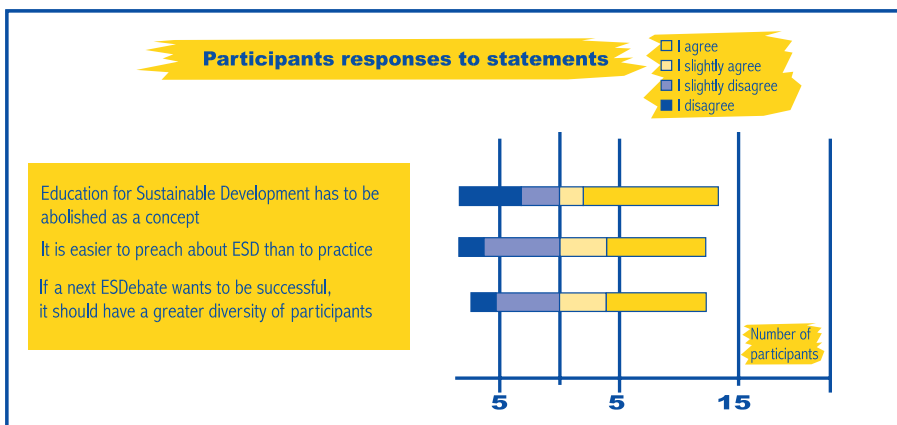 Participants responses to statements
I agree
I slightly agree
I slightly disagree
I disagree
Education for Sustainable Development has to be
abolished as a concept
It is easier to preach about ESD than to practice
If a next ESDebate wants to be successful,
it should have a greater diversity of participants
Number of
participants
5 5 15